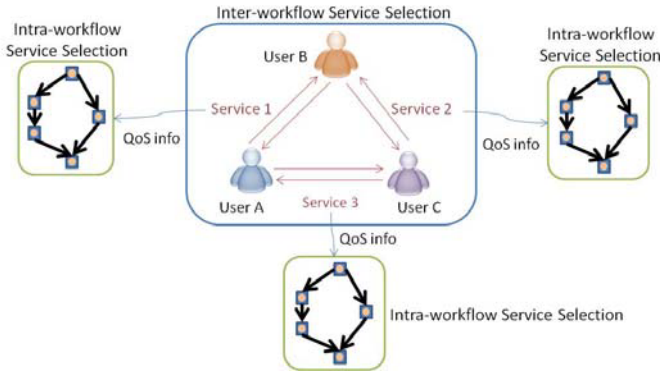 Inter-workflow Service Selection
Intra-workflow
Service Selection
User B
Intra-workflow
Service Selection
Service 1
Service 2
QoS info
QoS info
User A
Service 3
User C
QoS info
Intra-workflow Service Selection